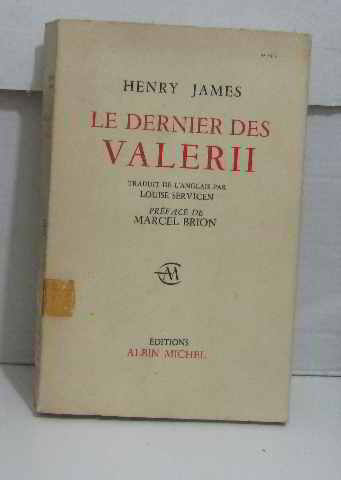 HENRY JAMES
LE DERNIER DES
VALERII
TRADUIT DE L'ANGLAIS PAR
LOUISE SERVICEN
PRÉFACE DE
MARCEL BRION
AM
ÉDITIONS
ALBIN MICHEL